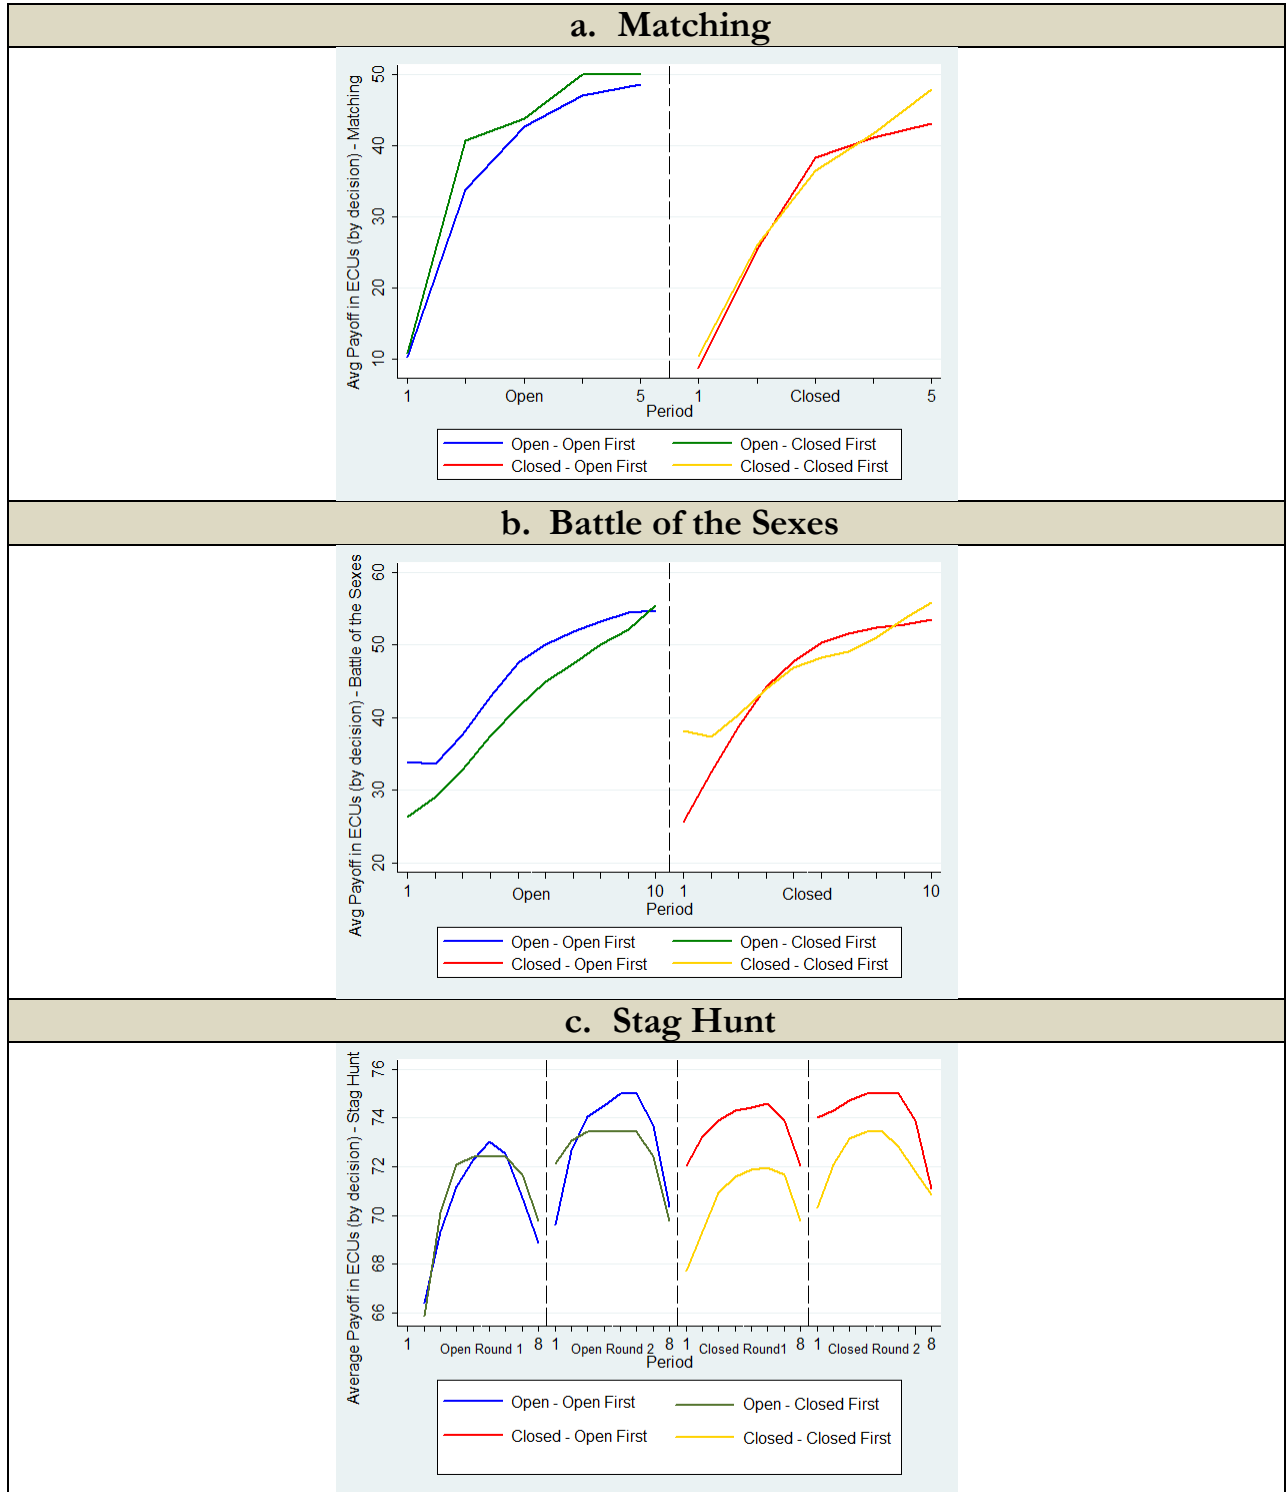 a. Matching
Avg Payoff in ECUs (by decision) - Matching
50
40
30
20
10
1 Open 5 1 Closed 5
Period
Open - Open First Open - Closed First
Closed - Open First Closed - Closed First
b. Battle of the Sexes
Avg Payoff in ECUs (by decision) - Battle of the Sexes
60
50
40
30
20
1 Open 10 1 Closed 10
Period
Open - Open First Open - Closed First
Closed - Open First Closed - Closed First
c. Stag Hunt
Average Payoff in ECUs (by decision) - Stag Hunt
76
74
72
70
68
66
1 Open Round 1 8 1 Open Round 2 8 1 Closed Round1 8 1 Closed Round 2 8
Period
Open - Open First Open - Closed First
Closed - Open First Closed - Closed First